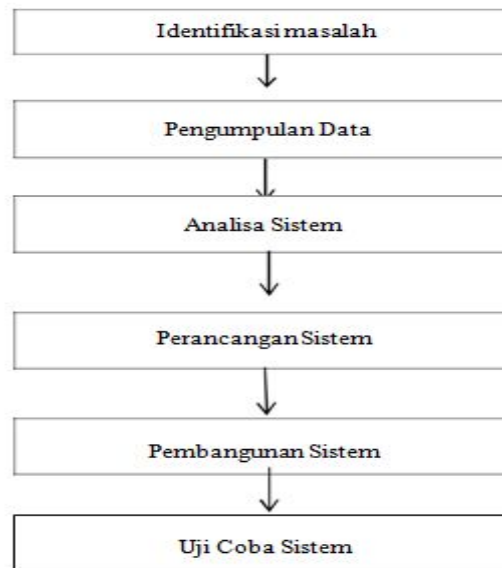 Identifikasi masalah
Pengumpulan Data
Analisa Sistem
Perancangan Sistem
Pembangunan Sistem
Uji Coba Sistem